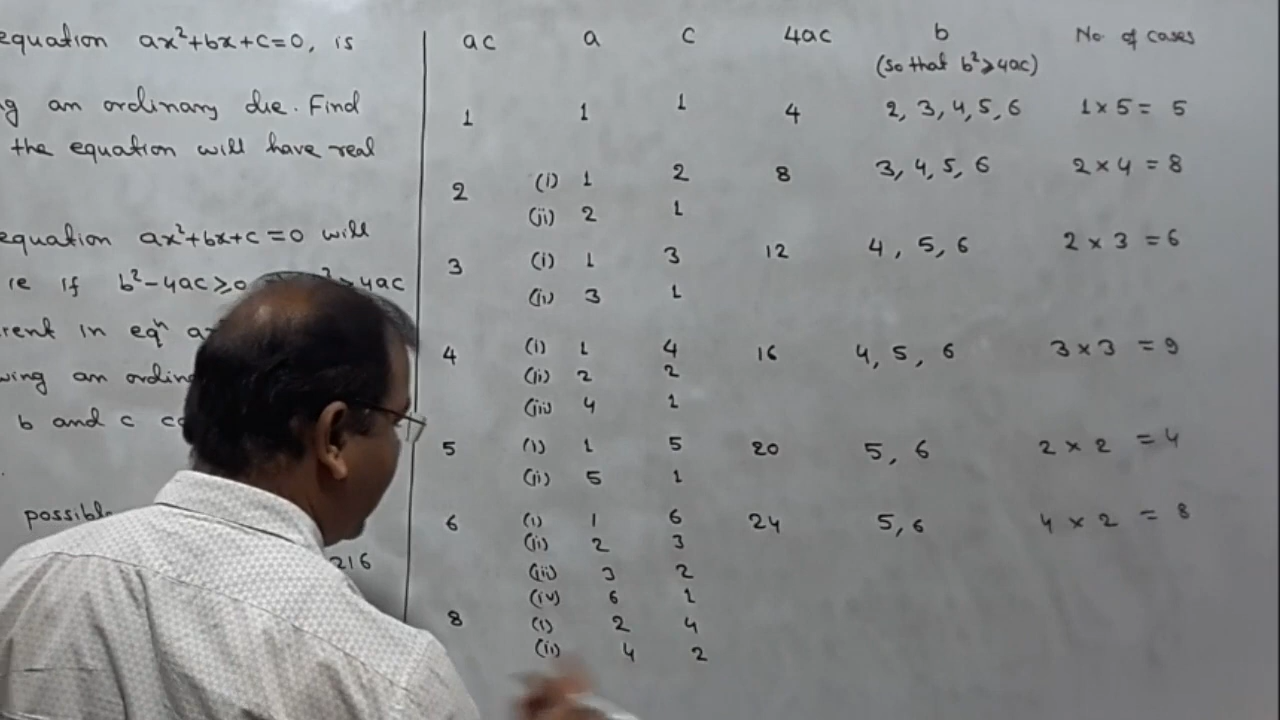 equation ax²+bx+c=0, is
ng an ordinary die. Find
the equation will have real
equation ax²+bx+c=0 will
re if b²-4ac⩾0 4ac
rent in eqⁿ a
wing an ordin
b and c c
possibl
216
ac a c 4ac b No. of cases
(so that b²⩾4ac)
1 1 1 4 2, 3, 4, 5, 6 1 × 5 = 5
2 (i) 1 2 8 3, 4, 5, 6 2 × 4 = 8
(ii) 2 1
3 (i) 1 3 12 4, 5, 6 2 × 3 = 6
(ii) 3 1
4 (i) 1 4 16 4, 5, 6 3 × 3 = 9
(ii) 2 2
(iii) 4 1
5 (i) 1 5 20 5, 6 2 × 2 = 4
(ii) 5 1
6 (i) 1 6 24 5, 6 4 × 2 = 8
(ii) 2 3
(iii) 3 2
(iv) 6 1
8 (i) 2 4
(ii) 4 2